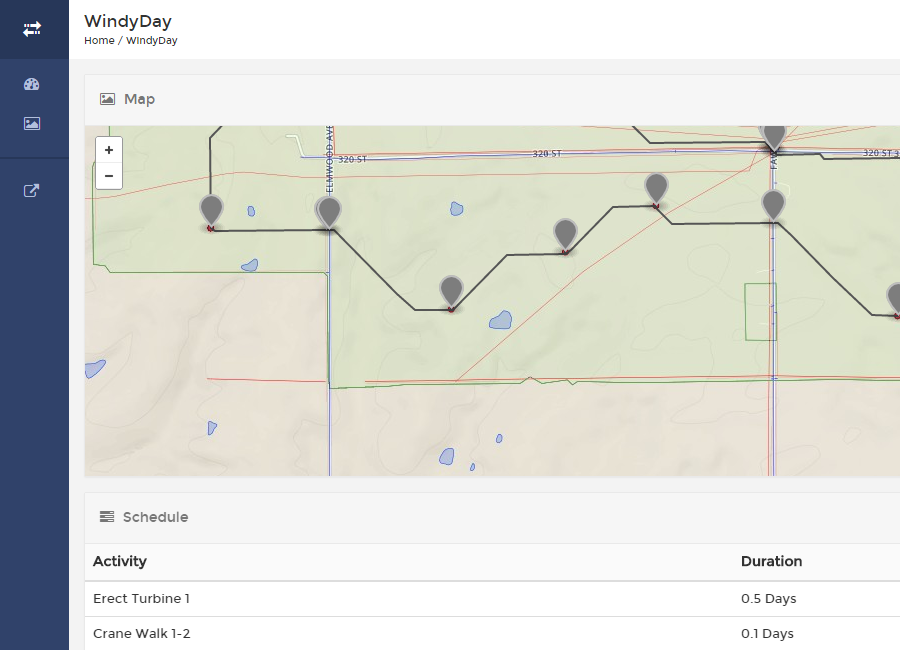 WindyDay
Home / WIndyDay
Map
+
−
ELMWOOD AVE
320 ST
320 ST
320 S
Schedule
Activity Duration
Erect Turbine 1 0.5 Days
Crane Walk 1-2 0.1 Days